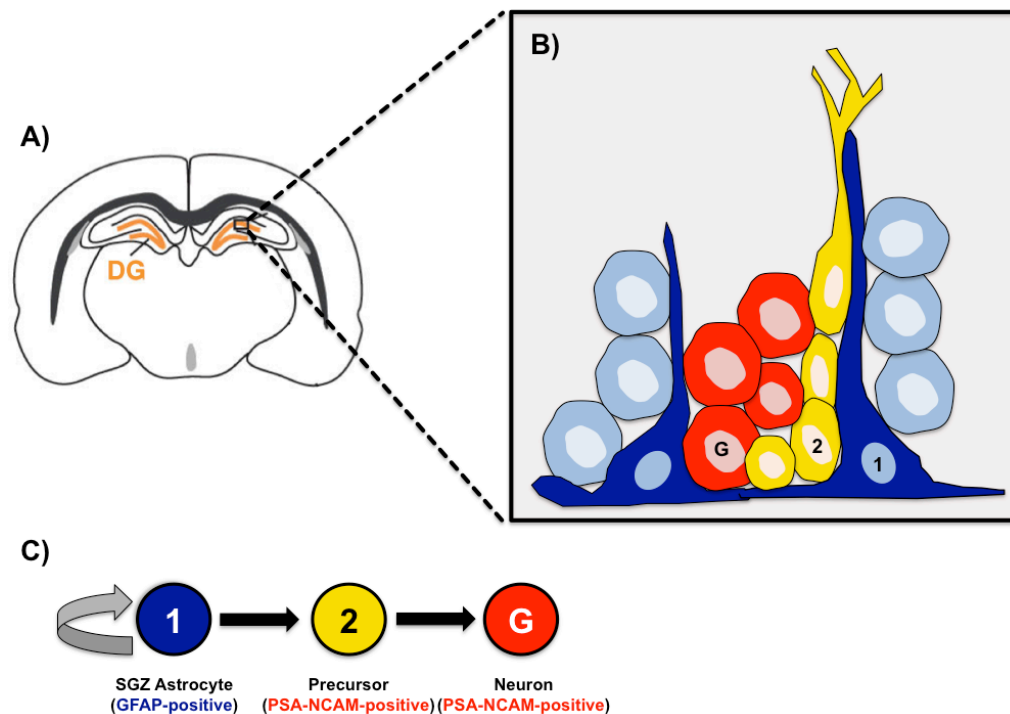 A)
DG
B)
G
2
1
C)
1
2
G
SGZ Astrocyte
(GFAP-positive)
Precursor
(PSA-NCAM-positive)
Neuron
(PSA-NCAM-positive)